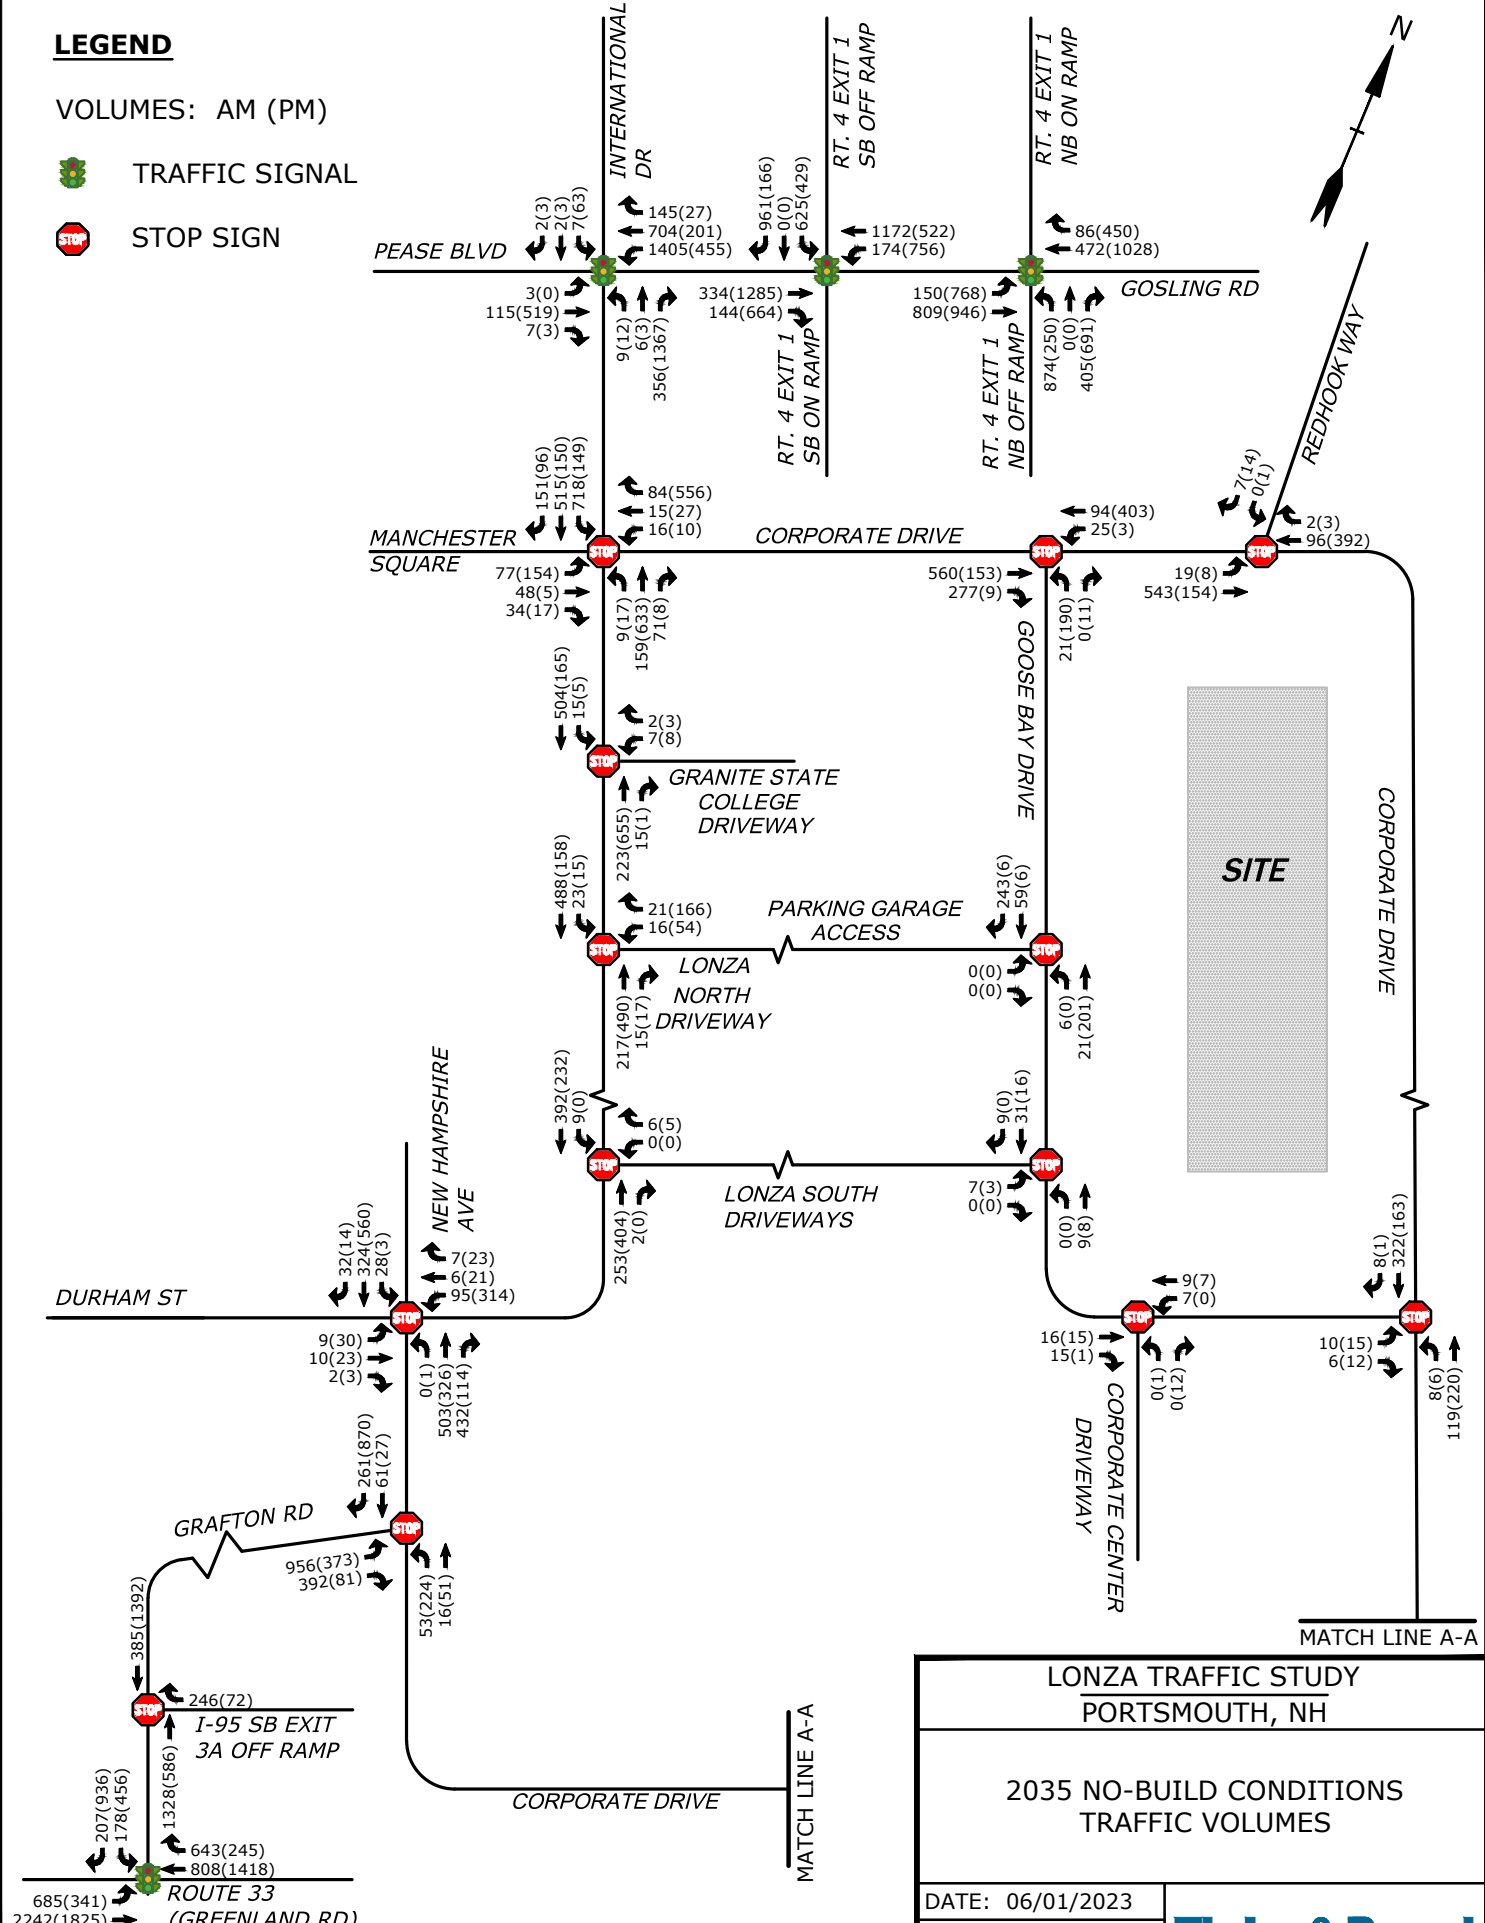 LEGEND
VOLUMES: AM (PM)
TRAFFIC SIGNAL
STOP SIGN
INTERNATIONAL
DR
RT. 4 EXIT 1
SB OFF RAMP
RT. 4 EXIT 1
NB ON RAMP
N
PEASE BLVD
2(3)
2(3)
7(63)
145(27)
704(201)
1405(455)
3(0)
115(519)
7(3)
9(12)
6(3)
356(1367)
961(166)
0(0)
625(429)
1172(522)
174(756)
334(1285)
144(664)
RT. 4 EXIT 1
SB ON RAMP
86(450)
472(1028)
150(768)
809(946)
874(250)
0(0)
405(691)
RT. 4 EXIT 1
NB OFF RAMP
GOSLING RD
REDHOOK WAY
MANCHESTER
SQUARE
151(96)
515(150)
718(149)
84(556)
15(27)
16(10)
77(154)
48(5)
34(17)
9(17)
159(633)
71(8)
STOP
CORPORATE DRIVE
94(403)
25(3)
560(153)
277(9)
21(190)
0(11)
STOP
7(14)
0(1)
2(3)
96(392)
19(8)
543(154)
STOP
GOOSE BAY DRIVE
504(165)
15(5)
2(3)
7(8)
223(655)
15(1)
STOP
GRANITE STATE
COLLEGE
DRIVEWAY
SITE
CORPORATE DRIVE
488(158)
23(15)
21(166)
16(54)
217(490)
15(17)
STOP
PARKING GARAGE
ACCESS
LONZA
NORTH
DRIVEWAY
243(6)
59(6)
0(0)
0(0)
6(0)
21(201)
STOP
392(232)
9(0)
6(5)
0(0)
253(404)
2(0)
STOP
LONZA SOUTH
DRIVEWAYS
9(0)
31(16)
7(3)
0(0)
0(0)
9(8)
STOP
NEW HAMPSHIRE
AVE
DURHAM ST
32(14)
324(560)
28(3)
7(23)
6(21)
95(314)
9(30)
10(23)
2(3)
0(1)
503(326)
432(114)
STOP
9(7)
7(0)
16(15)
15(1)
0(1)
0(12)
STOP
CORPORATE CENTER
DRIVEWAY
8(1)
322(163)
10(15)
6(12)
8(6)
119(220)
STOP
GRAFTON RD
261(870)
61(27)
956(373)
392(81)
53(224)
16(51)
STOP
385(1392)
246(72)
1328(586)
STOP
I-95 SB EXIT
3A OFF RAMP
207(936)
178(456)
643(245)
808(1418)
685(341)
2242(1825)
ROUTE 33
(GREENLAND RD)
CORPORATE DRIVE
MATCH LINE A-A
MATCH LINE A-A
LONZA TRAFFIC STUDY
PORTSMOUTH, NH
2035 NO-BUILD CONDITIONS
TRAFFIC VOLUMES
DATE: 06/01/2023